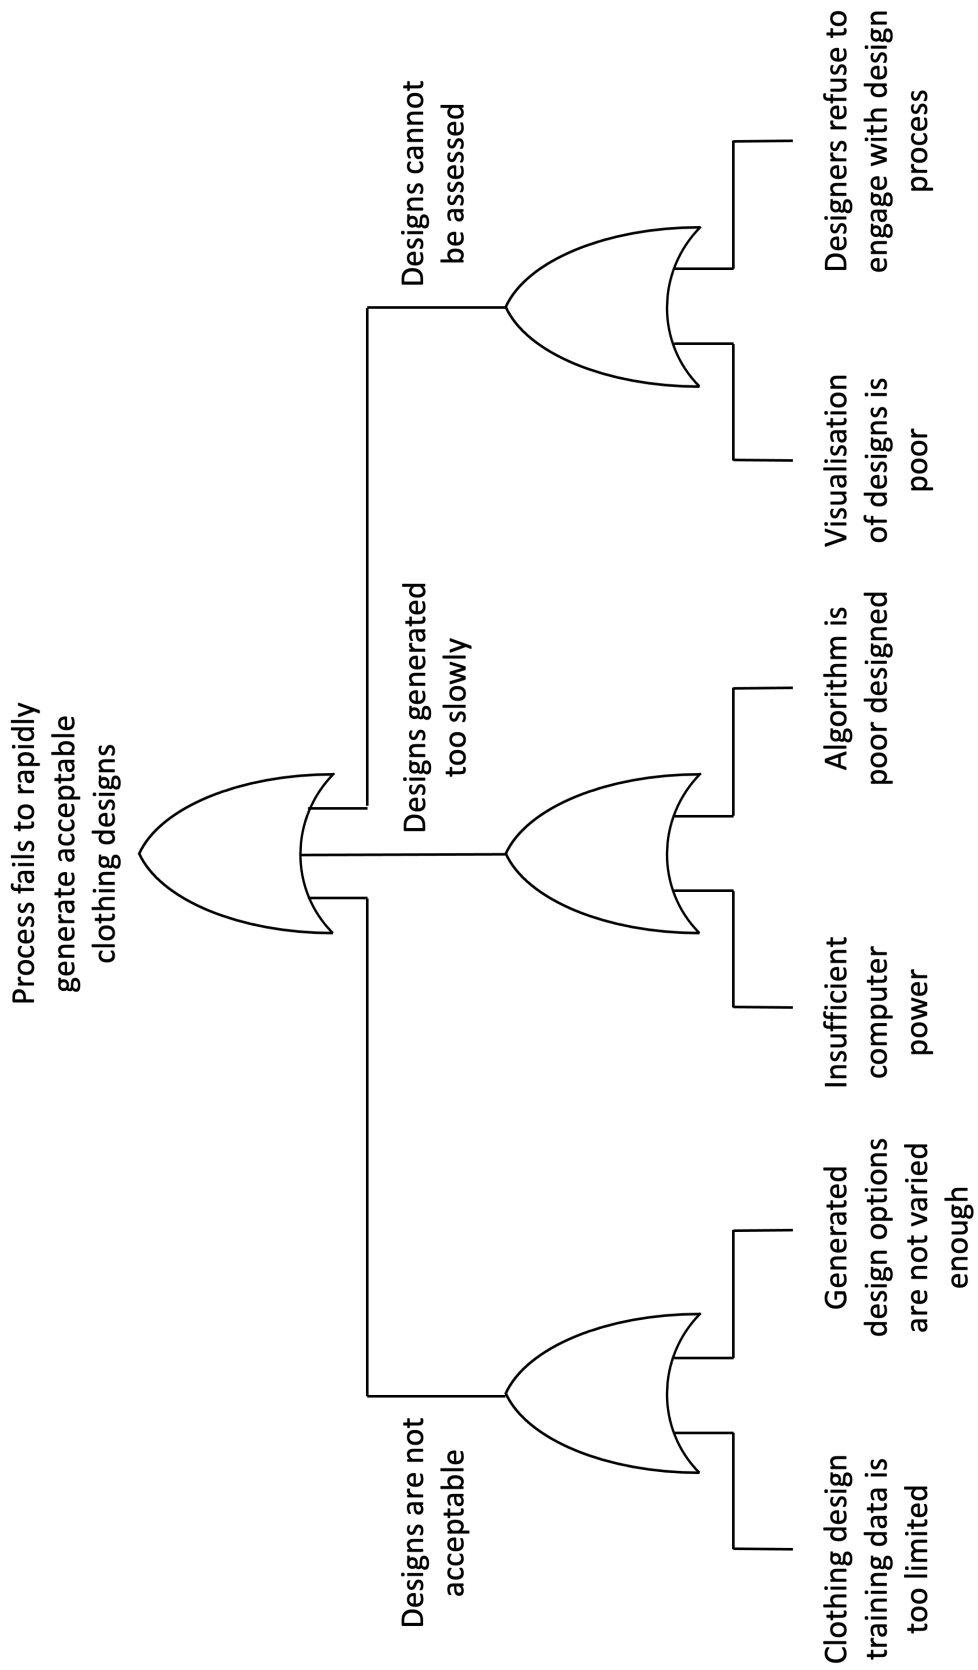 Process fails to rapidly
generate acceptable
clothing designs
Designs are not
acceptable
Designs generated
too slowly
Designs cannot
be assessed
Clothing design
training data is
too limited
Generated
design options
are not varied
enough
Insufficient
computer
power
Algorithm is
poor designed
Visualisation
of designs is
poor
Designers refuse to
engage with design
process